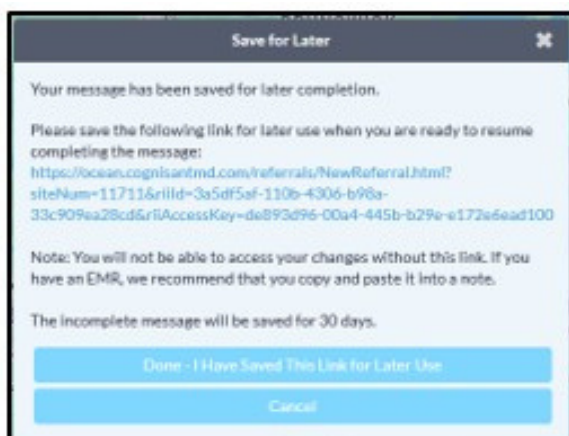 Save for Later
Your message has been saved for later completion.
Please save the following link for later use when you are ready to resume
completing the message:
https://ocean.cognisantmd.com/referrals/NewReferral.html?
siteNum=11711&riiId=3a5df5af-110b-4306-b98a-
33c909ea28cd&riiAccessKey=de893d96-00a4-445b-b29e-e172e6ead100
Note: You will not be able to access your changes without this link. If you
have an EMR, we recommend that you copy and paste it into a note.
The incomplete message will be saved for 30 days.
Done - I Have Saved This Link for Later Use
Cancel